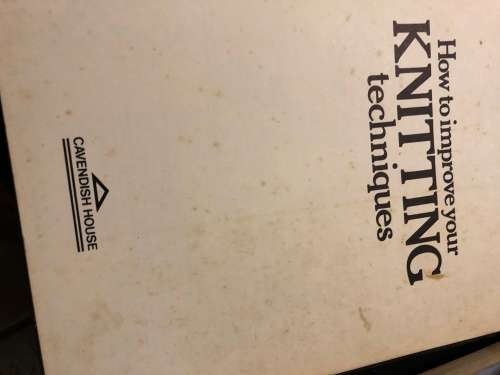 How to improve your
KNITTING
techniques
CAVENDISH HOUSE